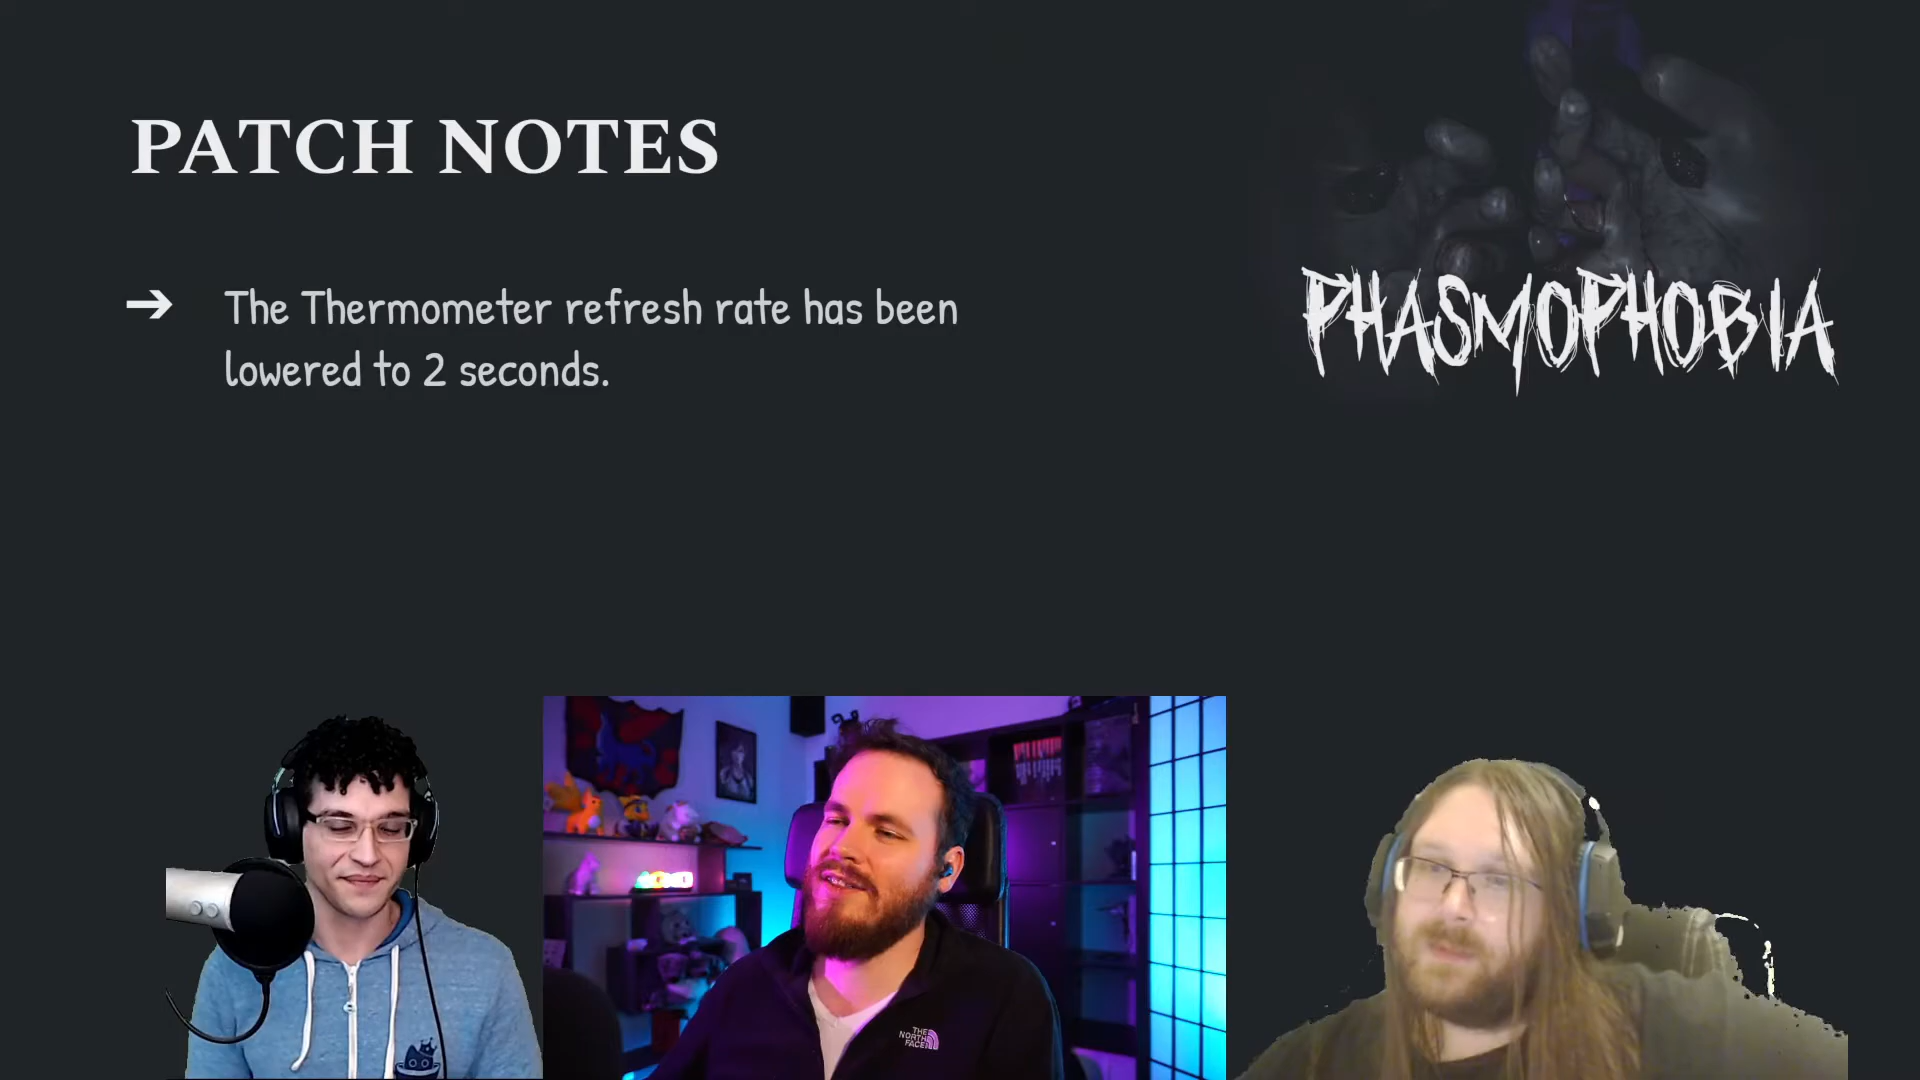 PATCH NOTES
➔ The Thermometer refresh rate has been
lowered to 2 seconds.
PHASMOPHOBIA
THE
NORTH
FACE